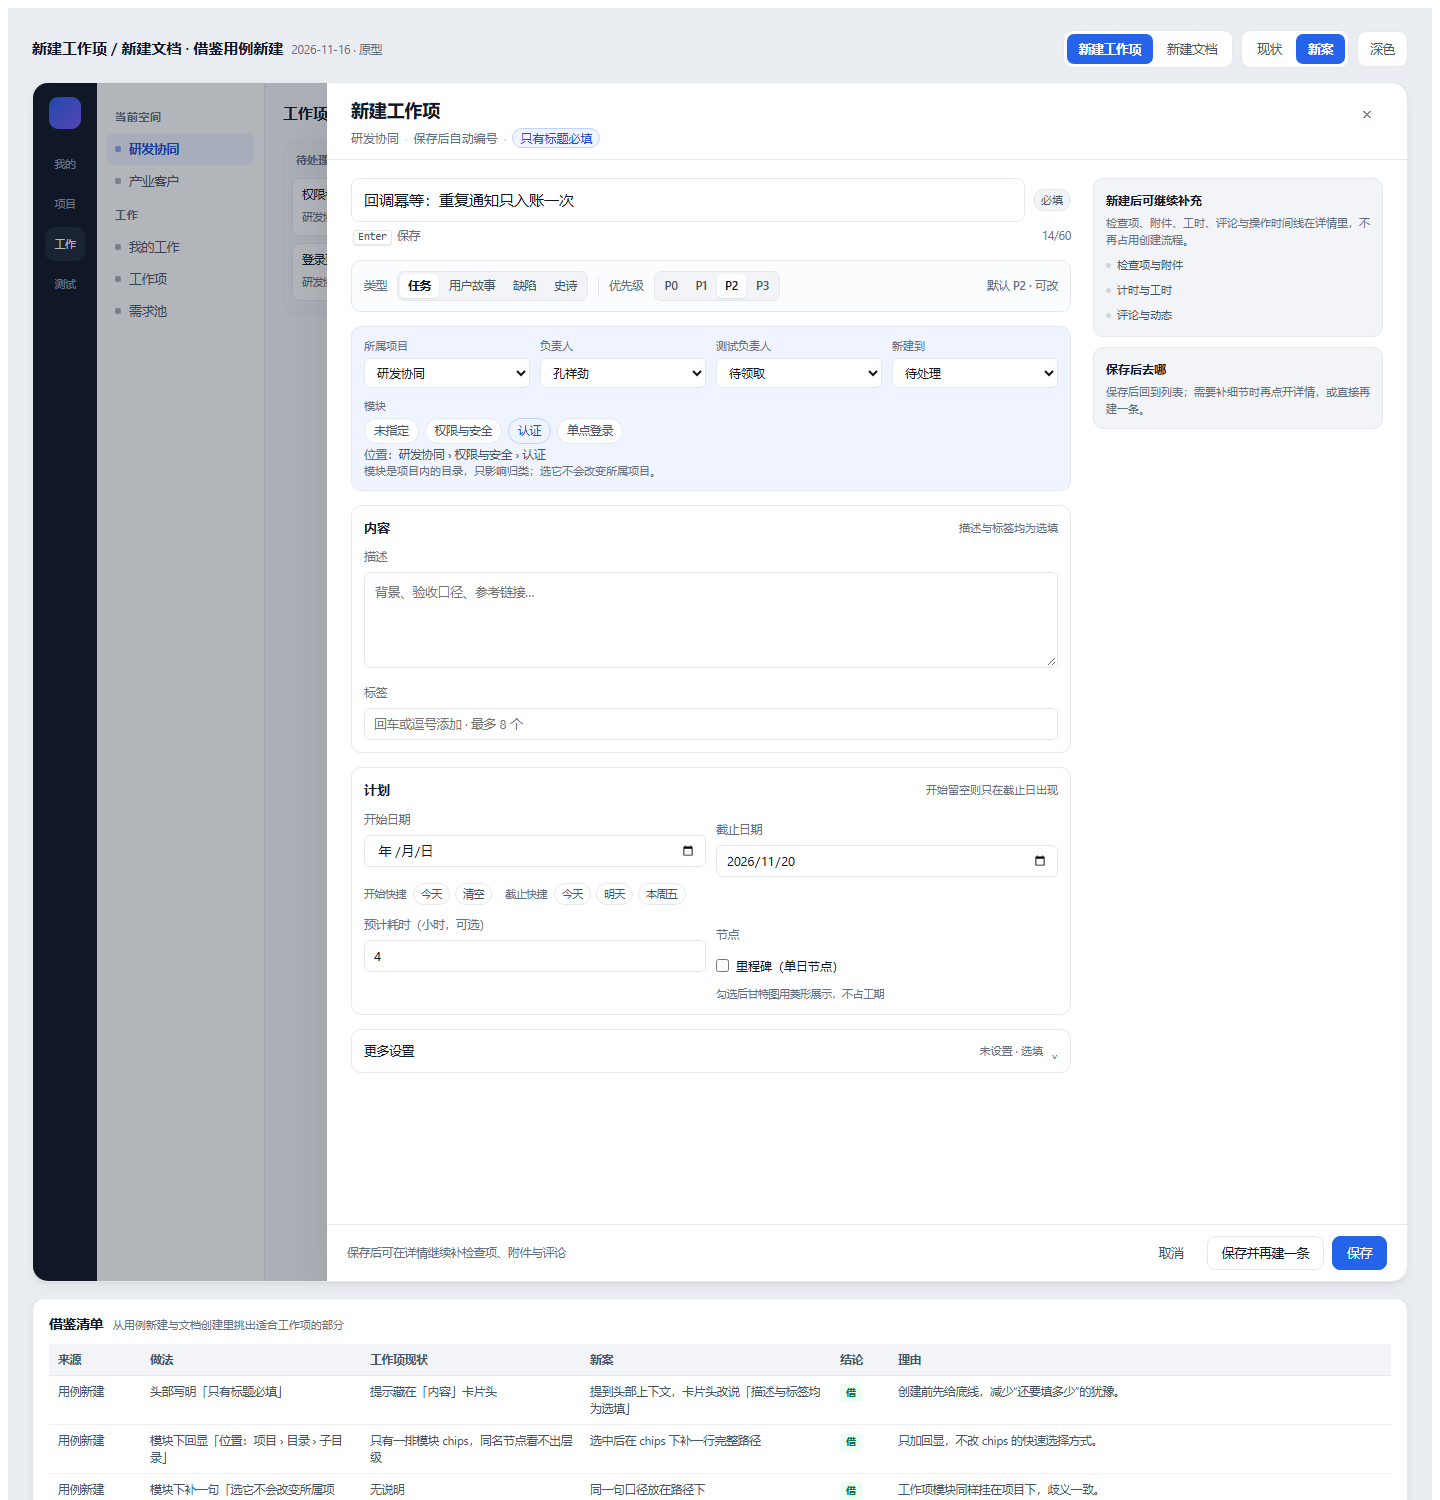 新建工作项 / 新建文档 · 借鉴用例新建 2026-11-16 · 原型
新建工作项 新建文档 现状 新案 深色
我的
项目
工作
测试
当前空间
研发协同
产业客户
工作
我的工作
工作项
需求池
工作项
待处理
权限
研发协
登录
研发协
新建工作项
×
研发协同 · 保存后自动编号 · 只有标题必填
回调幂等：重复通知只入账一次
必填
Enter 保存
14/60
类型 任务 用户故事 缺陷 史诗 优先级 P0 P1 P2 P3 默认 P2 · 可改
所属项目 负责人 测试负责人 新建到
研发协同 孔祥劲 待领取 待处理
模块
未指定 权限与安全 认证 单点登录
位置：研发协同 › 权限与安全 › 认证
模块是项目内的目录，只影响归类；选它不会改变所属项目。
内容 描述与标签均为选填
描述
背景、验收口径、参考链接...
标签
回车或逗号添加 · 最多 8 个
计划 开始留空则只在截止日出现
开始日期 截止日期
年 /月/日 2026/11/20
开始快捷 今天 清空 截止快捷 今天 明天 本周五
预计耗时（小时，可选） 节点
4
里程碑（单日节点）
勾选后甘特图用菱形展示，不占工期
更多设置 未设置 · 选填
新建后可继续补充
检查项、附件、工时、评论与操作时间线在详情里，不
再占用创建流程。
检查项与附件
计时与工时
评论与动态
保存后去哪
保存后回到列表；需要补细节时再点开详情，或直接再
建一条。
保存后可在详情继续补检查项、附件与评论 取消 保存并再建一条 保存
借鉴清单 从用例新建与文档创建里挑出适合工作项的部分
来源 做法 工作项现状 新案 结论 理由
用例新建 头部写明「只有标题必填」 提示藏在「内容」卡片头 提到头部上下文，卡片头改说「描述与标签均
为选填」 借 创建前先给底线，减少“还要填多少”的犹豫。
用例新建 模块下回显「位置：项目 › 目录 › 子目
录」 只有一排模块 chips，同名节点看不出层
级 选中后在 chips 下补一行完整路径 借 只加回显，不改 chips 的快速选择方式。
用例新建 模块下补一句「选它不会改变所属项 无说明 同一句口径放在路径下 借 工作项模块同样挂在项目下，歧义一致。